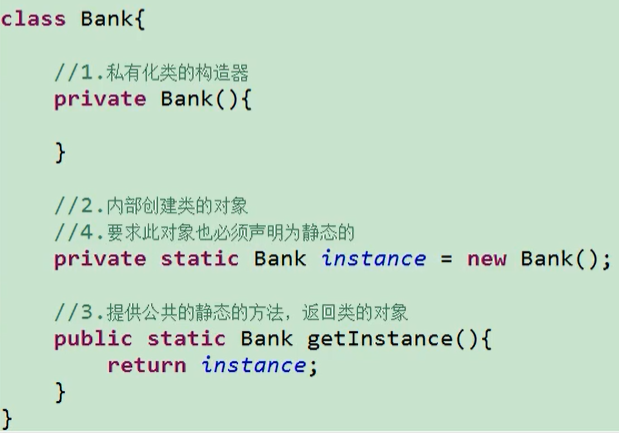 class Bank{
//1.私有化类的构造器
private Bank(){
}
//2.内部创建类的对象
//4.要求此对象也必须声明为静态的
private static Bank instance = new Bank();
//3.提供公共的静态的方法，返回类的对象
public static Bank getInstance(){
return instance;
}
}